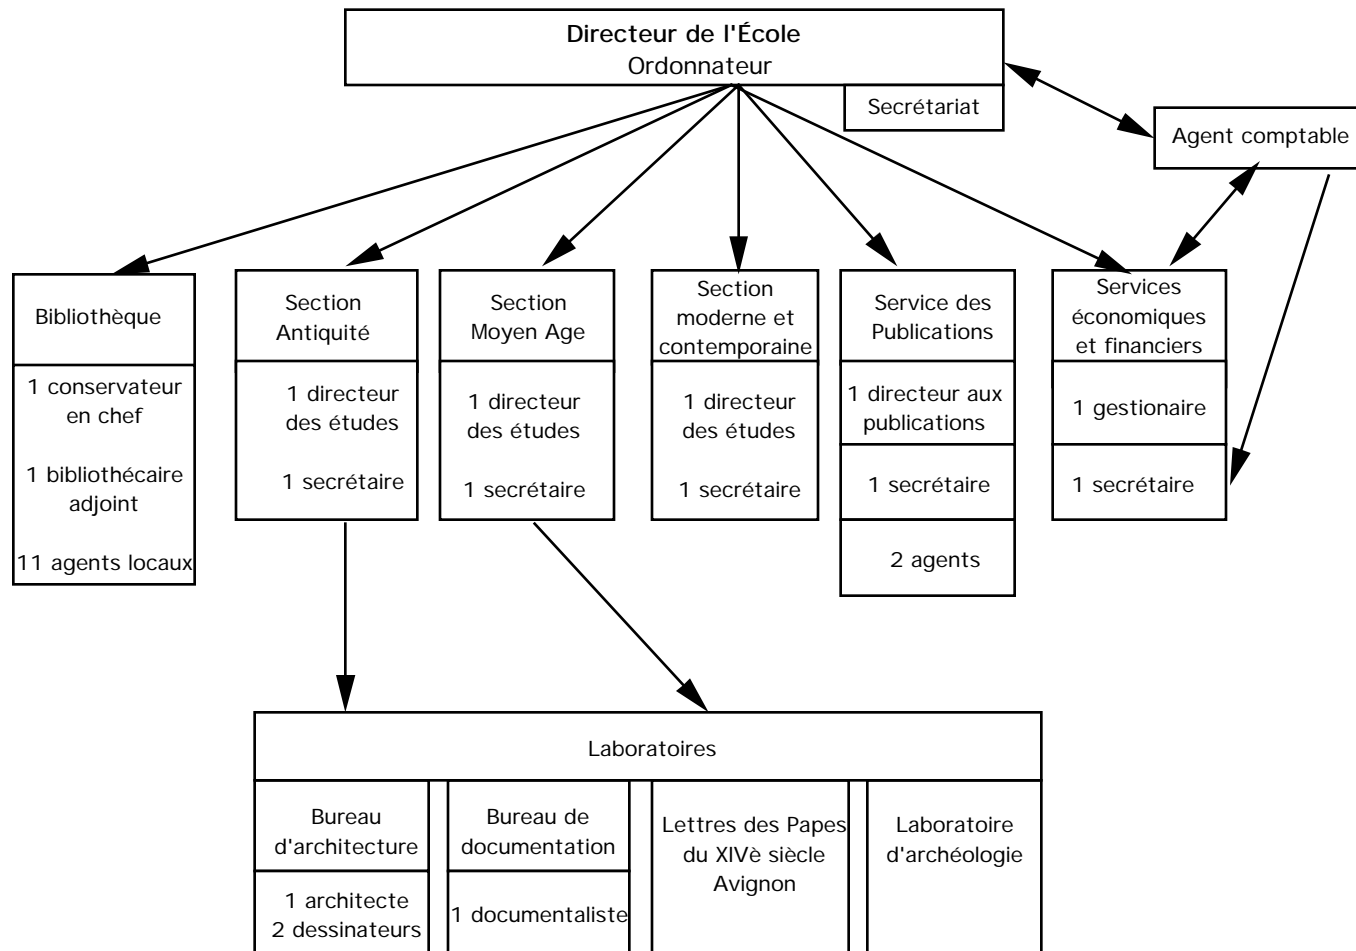 Directeur de l'École
Ordonnateur
Secrétariat
Agent comptable
Bibliothèque
1 conservateur
en chef
1 bibliothécaire
adjoint
11 agents locaux
Section
Antiquité
1 directeur
des études
1 secrétaire
Section
Moyen Age
1 directeur
des études
1 secrétaire
Section
moderne et
contemporaine
1 directeur
des études
1 secrétaire
Service des
Publications
1 directeur aux
publications
1 secrétaire
2 agents
Services
économiques
et financiers
1 gestionaire
1 secrétaire
Laboratoires
Bureau
d'architecture
1 architecte
2 dessinateurs
Bureau de
documentation
1 documentaliste
Lettres des Papes
du XIVè siècle
Avignon
Laboratoire
d'archéologie